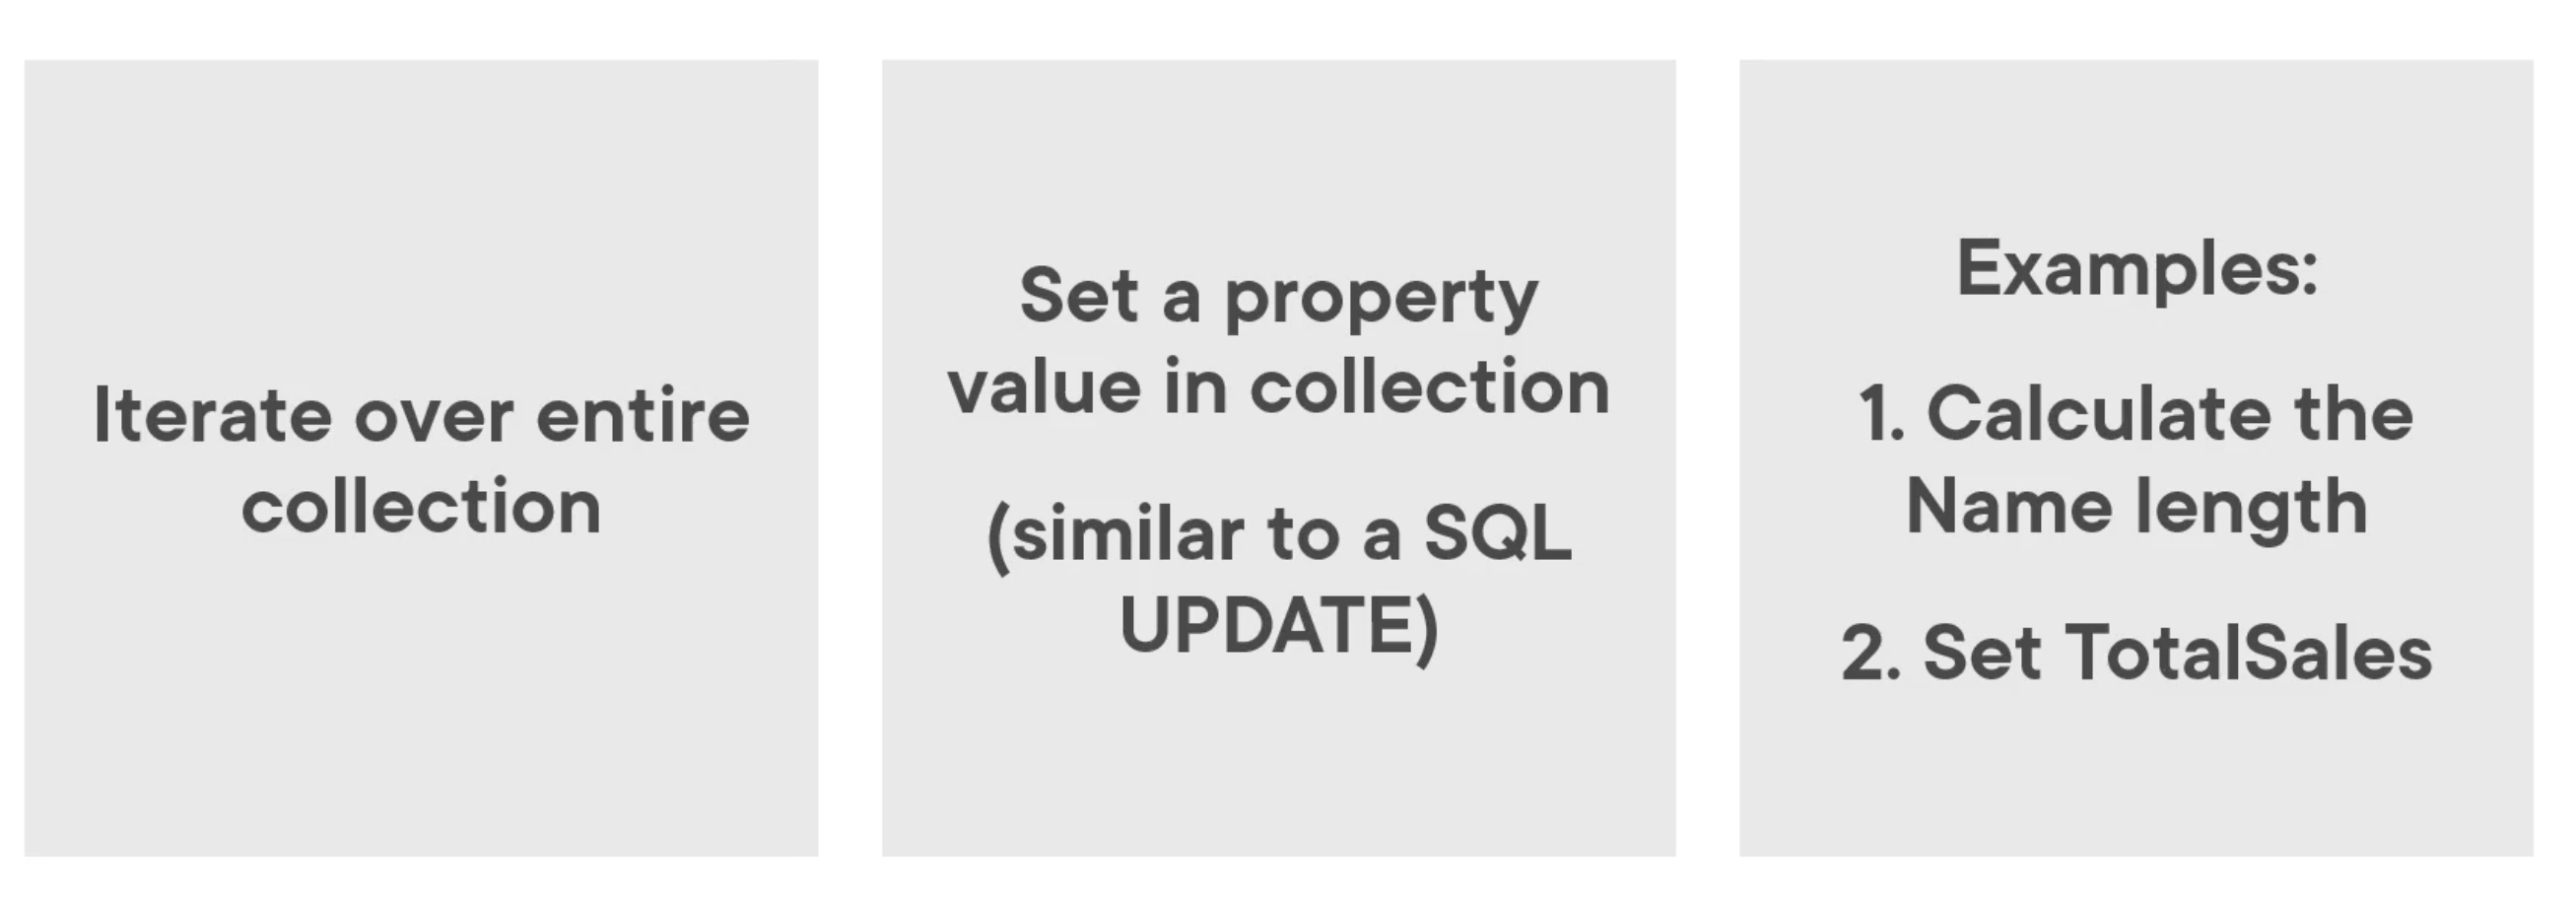 Iterate over entire
collection
Set a property
value in collection
(similar to a SQL
UPDATE)
Examples:
1. Calculate the
Name length
2. Set TotalSales